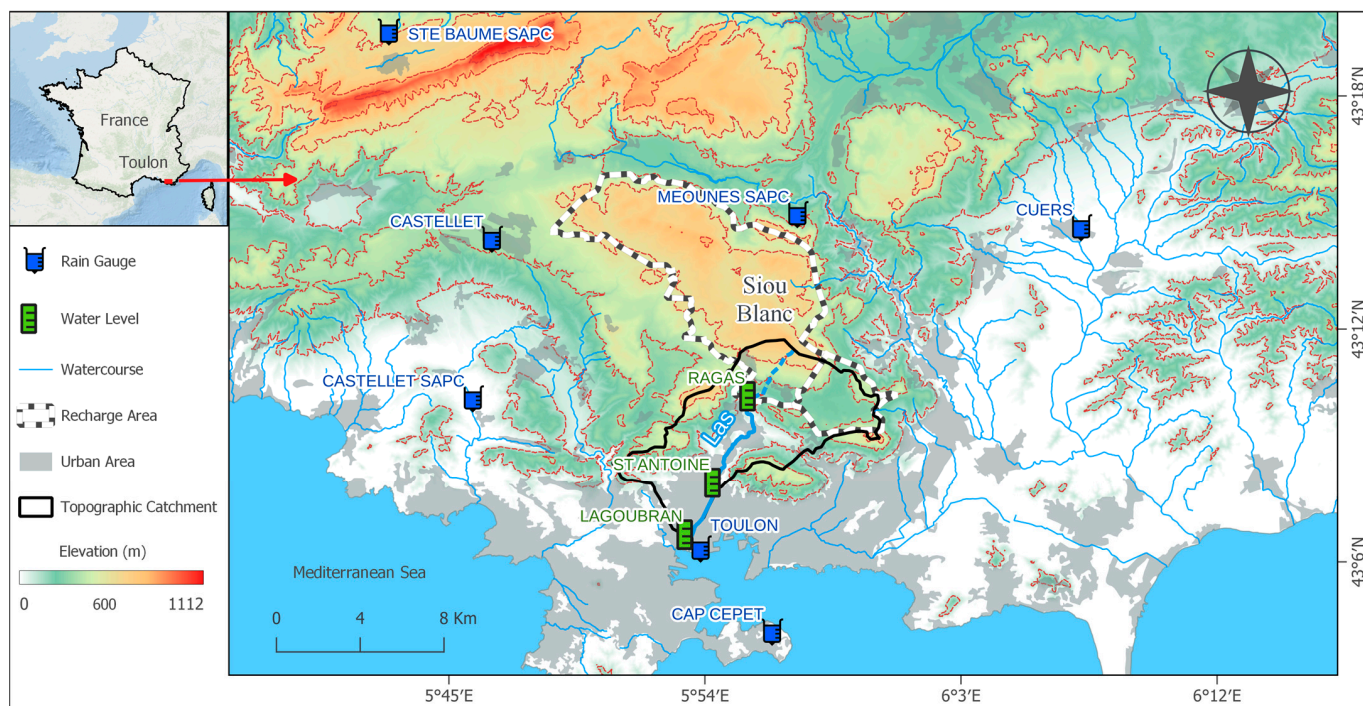 France
Toulon
Rain Gauge
Water Level
Watercourse
Recharge Area
Urban Area
Topographic Catchment
Elevation (m)
0
600
1112
STE BAUME SAPC
MEOUNES SAPC
CASTELLET
CUERS
Siou
Blanc
CASTELLET SAPC
RAGAS
Las
ST ANTOINE
LAGOUBRAN
TOULON
Mediterranean Sea
CAP CEPET
0
4
8 Km
43°18′N
43°12′N
43°6′N
5°45′E
5°54′E
6°3′E
6°12′E